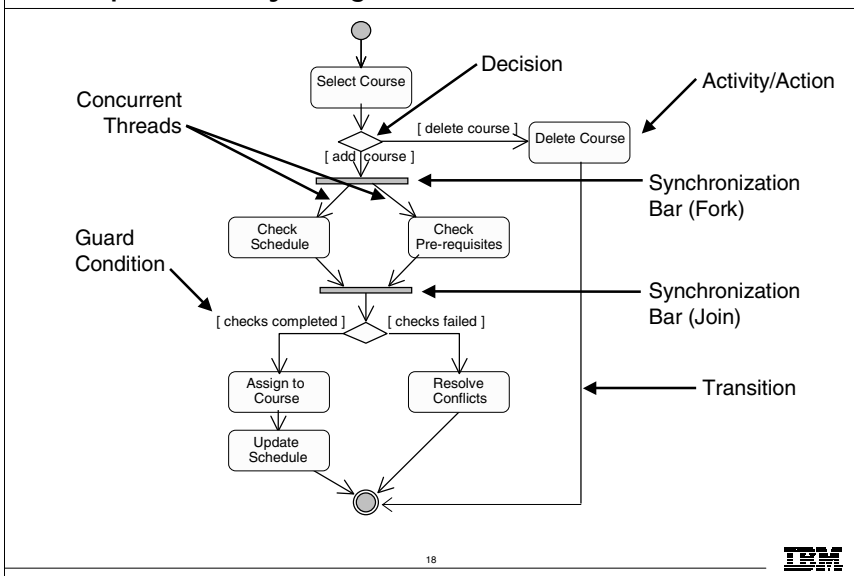 Select Course
Decision
Activity/Action
Concurrent
Threads
[ delete course ]
Delete Course
[ add course ]
Synchronization
Bar (Fork)
Check
Schedule
Check
Pre-requisites
Guard
Condition
Synchronization
Bar (Join)
[ checks completed ]
[ checks failed ]
Assign to
Course
Resolve
Conflicts
Transition
Update
Schedule
18
IBM